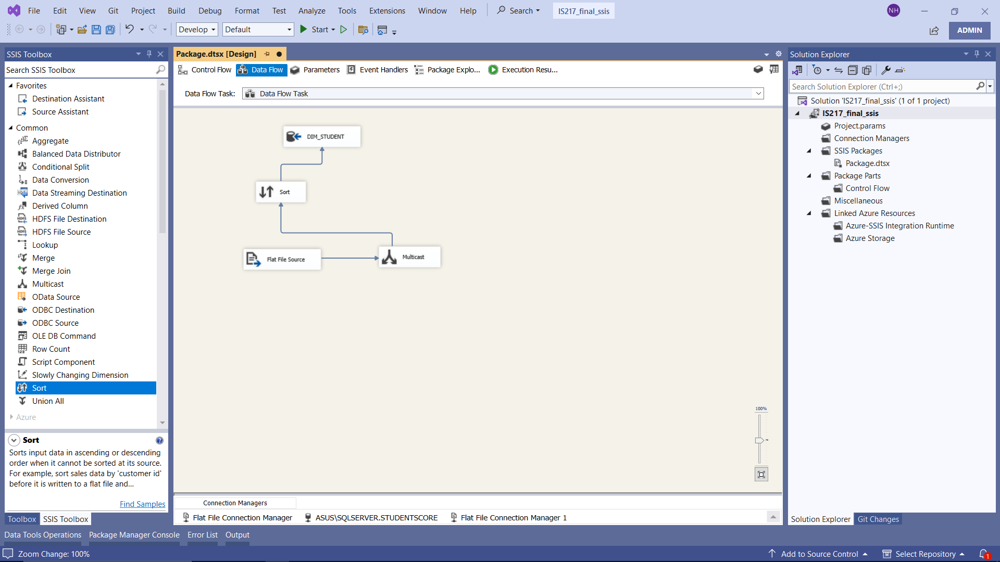 File Edit View Git Project Build Debug Format Test Analyze Tools Extensions Window Help Search IS217_final_ssis NH
Develop Default Start ADMIN
SSIS Toolbox
Search SSIS Toolbox
Favorites
Destination Assistant
Source Assistant
Common
Aggregate
Balanced Data Distributor
Conditional Split
Data Conversion
Data Streaming Destination
Derived Column
HDFS File Destination
HDFS File Source
Lookup
Merge
Merge Join
Multicast
OData Source
ODBC Destination
ODBC Source
OLE DB Command
Row Count
Script Component
Slowly Changing Dimension
Sort
Union All
Azure
Sort
Sorts input data in ascending or descending
order when it cannot be sorted at its source.
For example, sort sales data by 'customer id'
before it is written to a flat file and...
Find Samples
Toolbox SSIS Toolbox
Package.dtsx [Design]
Control Flow Data Flow Parameters Event Handlers Package Explo... Execution Resu...
Data Flow Task: Data Flow Task
DIM_STUDENT
Sort
Flat File Source
Multicast
100%
Connection Managers
Flat File Connection Manager ASUS\SQLSERVER.STUDENTSCORE Flat File Connection Manager 1
Solution Explorer
Search Solution Explorer (Ctrl+;)
Solution 'IS217_final_ssis' (1 of 1 project)
IS217_final_ssis
Project.params
Connection Managers
SSIS Packages
Package.dtsx
Package Parts
Control Flow
Miscellaneous
Linked Azure Resources
Azure-SSIS Integration Runtime
Azure Storage
Solution Explorer Git Changes
Data Tools Operations Package Manager Console Error List Output
Zoom Change: 100% Add to Source Control Select Repository 1